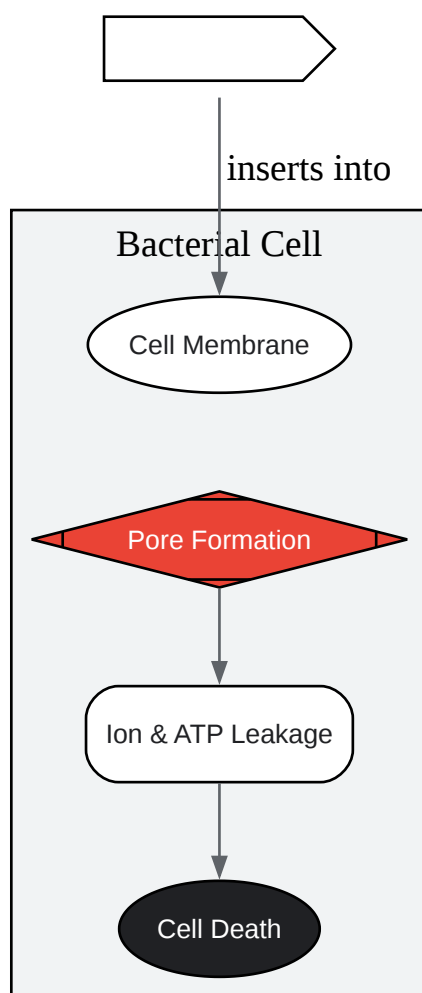 inserts into
Bacterial Cell
Cell Membrane
Pore Formation
Ion & ATP Leakage
Cell Death